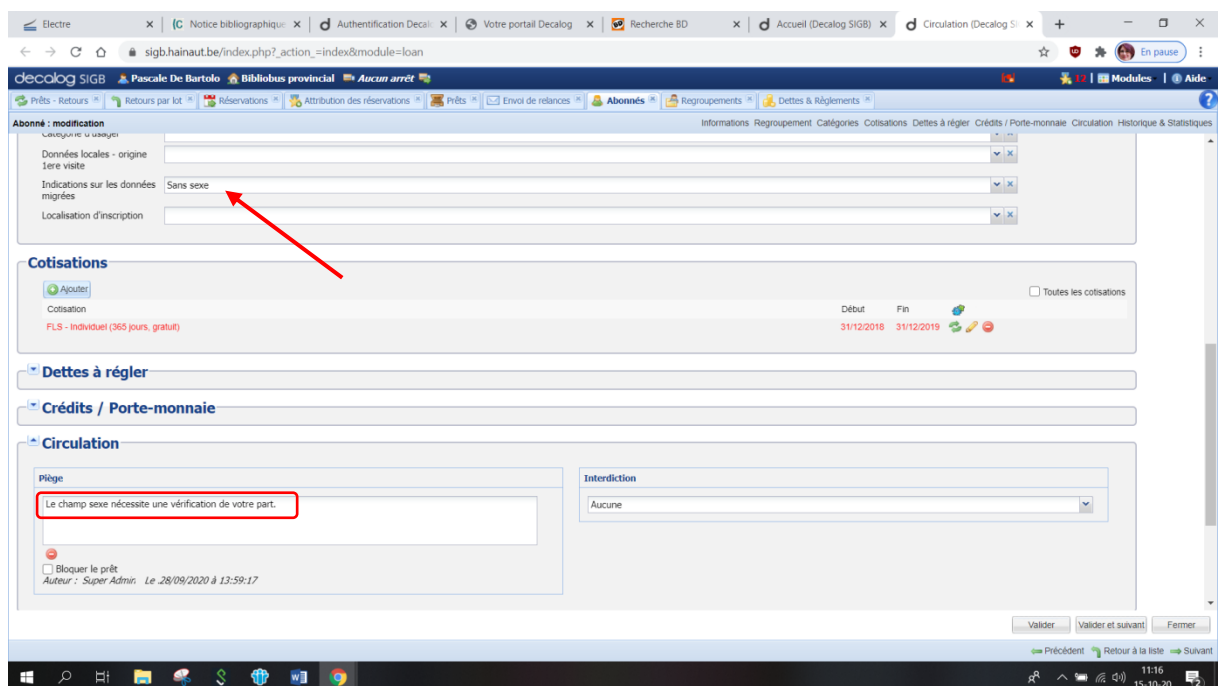 Electre
Notice bibliographique
Authentification Decal
Votre portail Decalog
Recherche BD
Accueil (Decalog SIGB)
Circulation (Decalog S
sigb.hainaut.be/index.php?_action_=index&module=loan
En pause
decalog SIGB Pascale De Bartolo Bibliobus provincial Aucun arrêt
Modules Aide
Prêts - Retours Retours par lot Réservations Attribution des réservations Prêts Envoi de relances Abonnés Regroupements Dettes & Règlements
Abonné : modification
Informations Regroupement Catégories Cotisations Dettes à régler Crédits / Porte-monnaie Circulation Historique & Statistiques
Catégorie d'usager
Données locales - origine
1ere visite
Indications sur les données
migrées
Sans sexe
Localisation d'inscription
Cotisations
Ajouter
Toutes les cotisations
Cotisation Début Fin
FLS - Individuel (365 jours, gratuit) 31/12/2018 31/12/2019
Dettes à régler
Crédits / Porte-monnaie
Circulation
Piège
Le champ sexe nécessite une vérification de votre part.
Bloquer le prêt
Auteur : Super Admin Le 28/09/2020 à 13:59:17
Interdiction
Aucune
Valider Valider et suivant Fermer
Précédent Retour à la liste Suivant
11:16
15-10-20